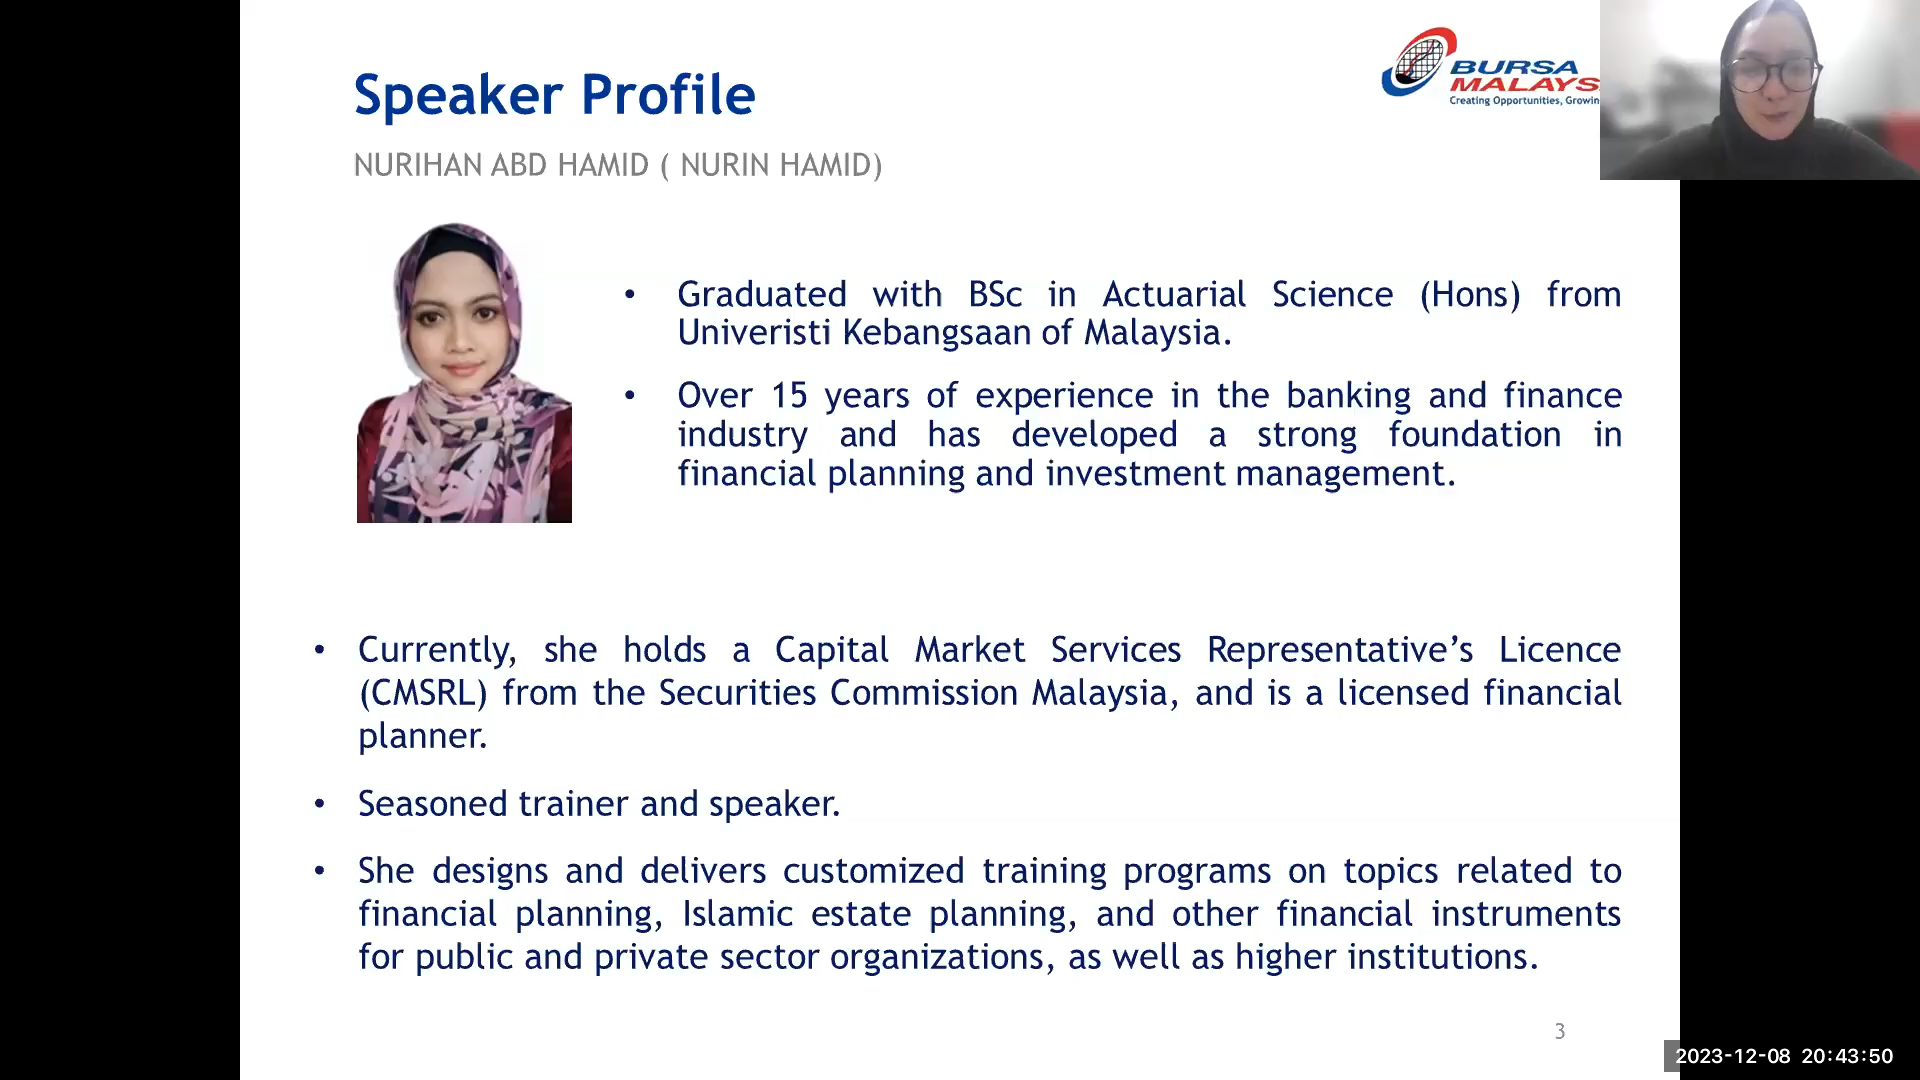 Speaker Profile
BURSA
MALAYS
Creating Opportunities, Growin
NURIHAN ABD HAMID ( NURIN HAMID)
• Graduated with BSc in Actuarial Science (Hons) from
Univeristi Kebangsaan of Malaysia.
• Over 15 years of experience in the banking and finance
industry and has developed a strong foundation in
financial planning and investment management.
• Currently, she holds a Capital Market Services Representative’s Licence
(CMSRL) from the Securities Commission Malaysia, and is a licensed financial
planner.
• Seasoned trainer and speaker.
• She designs and delivers customized training programs on topics related to
financial planning, Islamic estate planning, and other financial instruments
for public and private sector organizations, as well as higher institutions.
3
2023-12-08 20:43:50